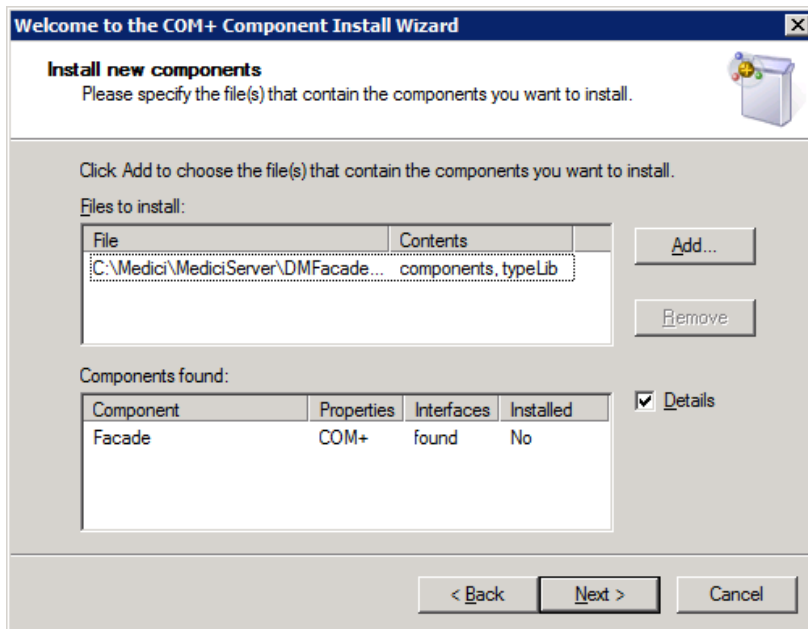 Welcome to the COM+ Component Install Wizard
Install new components
Please specify the file(s) that contain the components you want to install.
Click Add to choose the file(s) that contain the components you want to install.
Files to install:
File Contents
C:\Medici\MediciServer\DMFacade... components, typeLib
Add...
Remove
Components found:
Details
Component Properties Interfaces Installed
Facade COM+ found No
< Back Next > Cancel